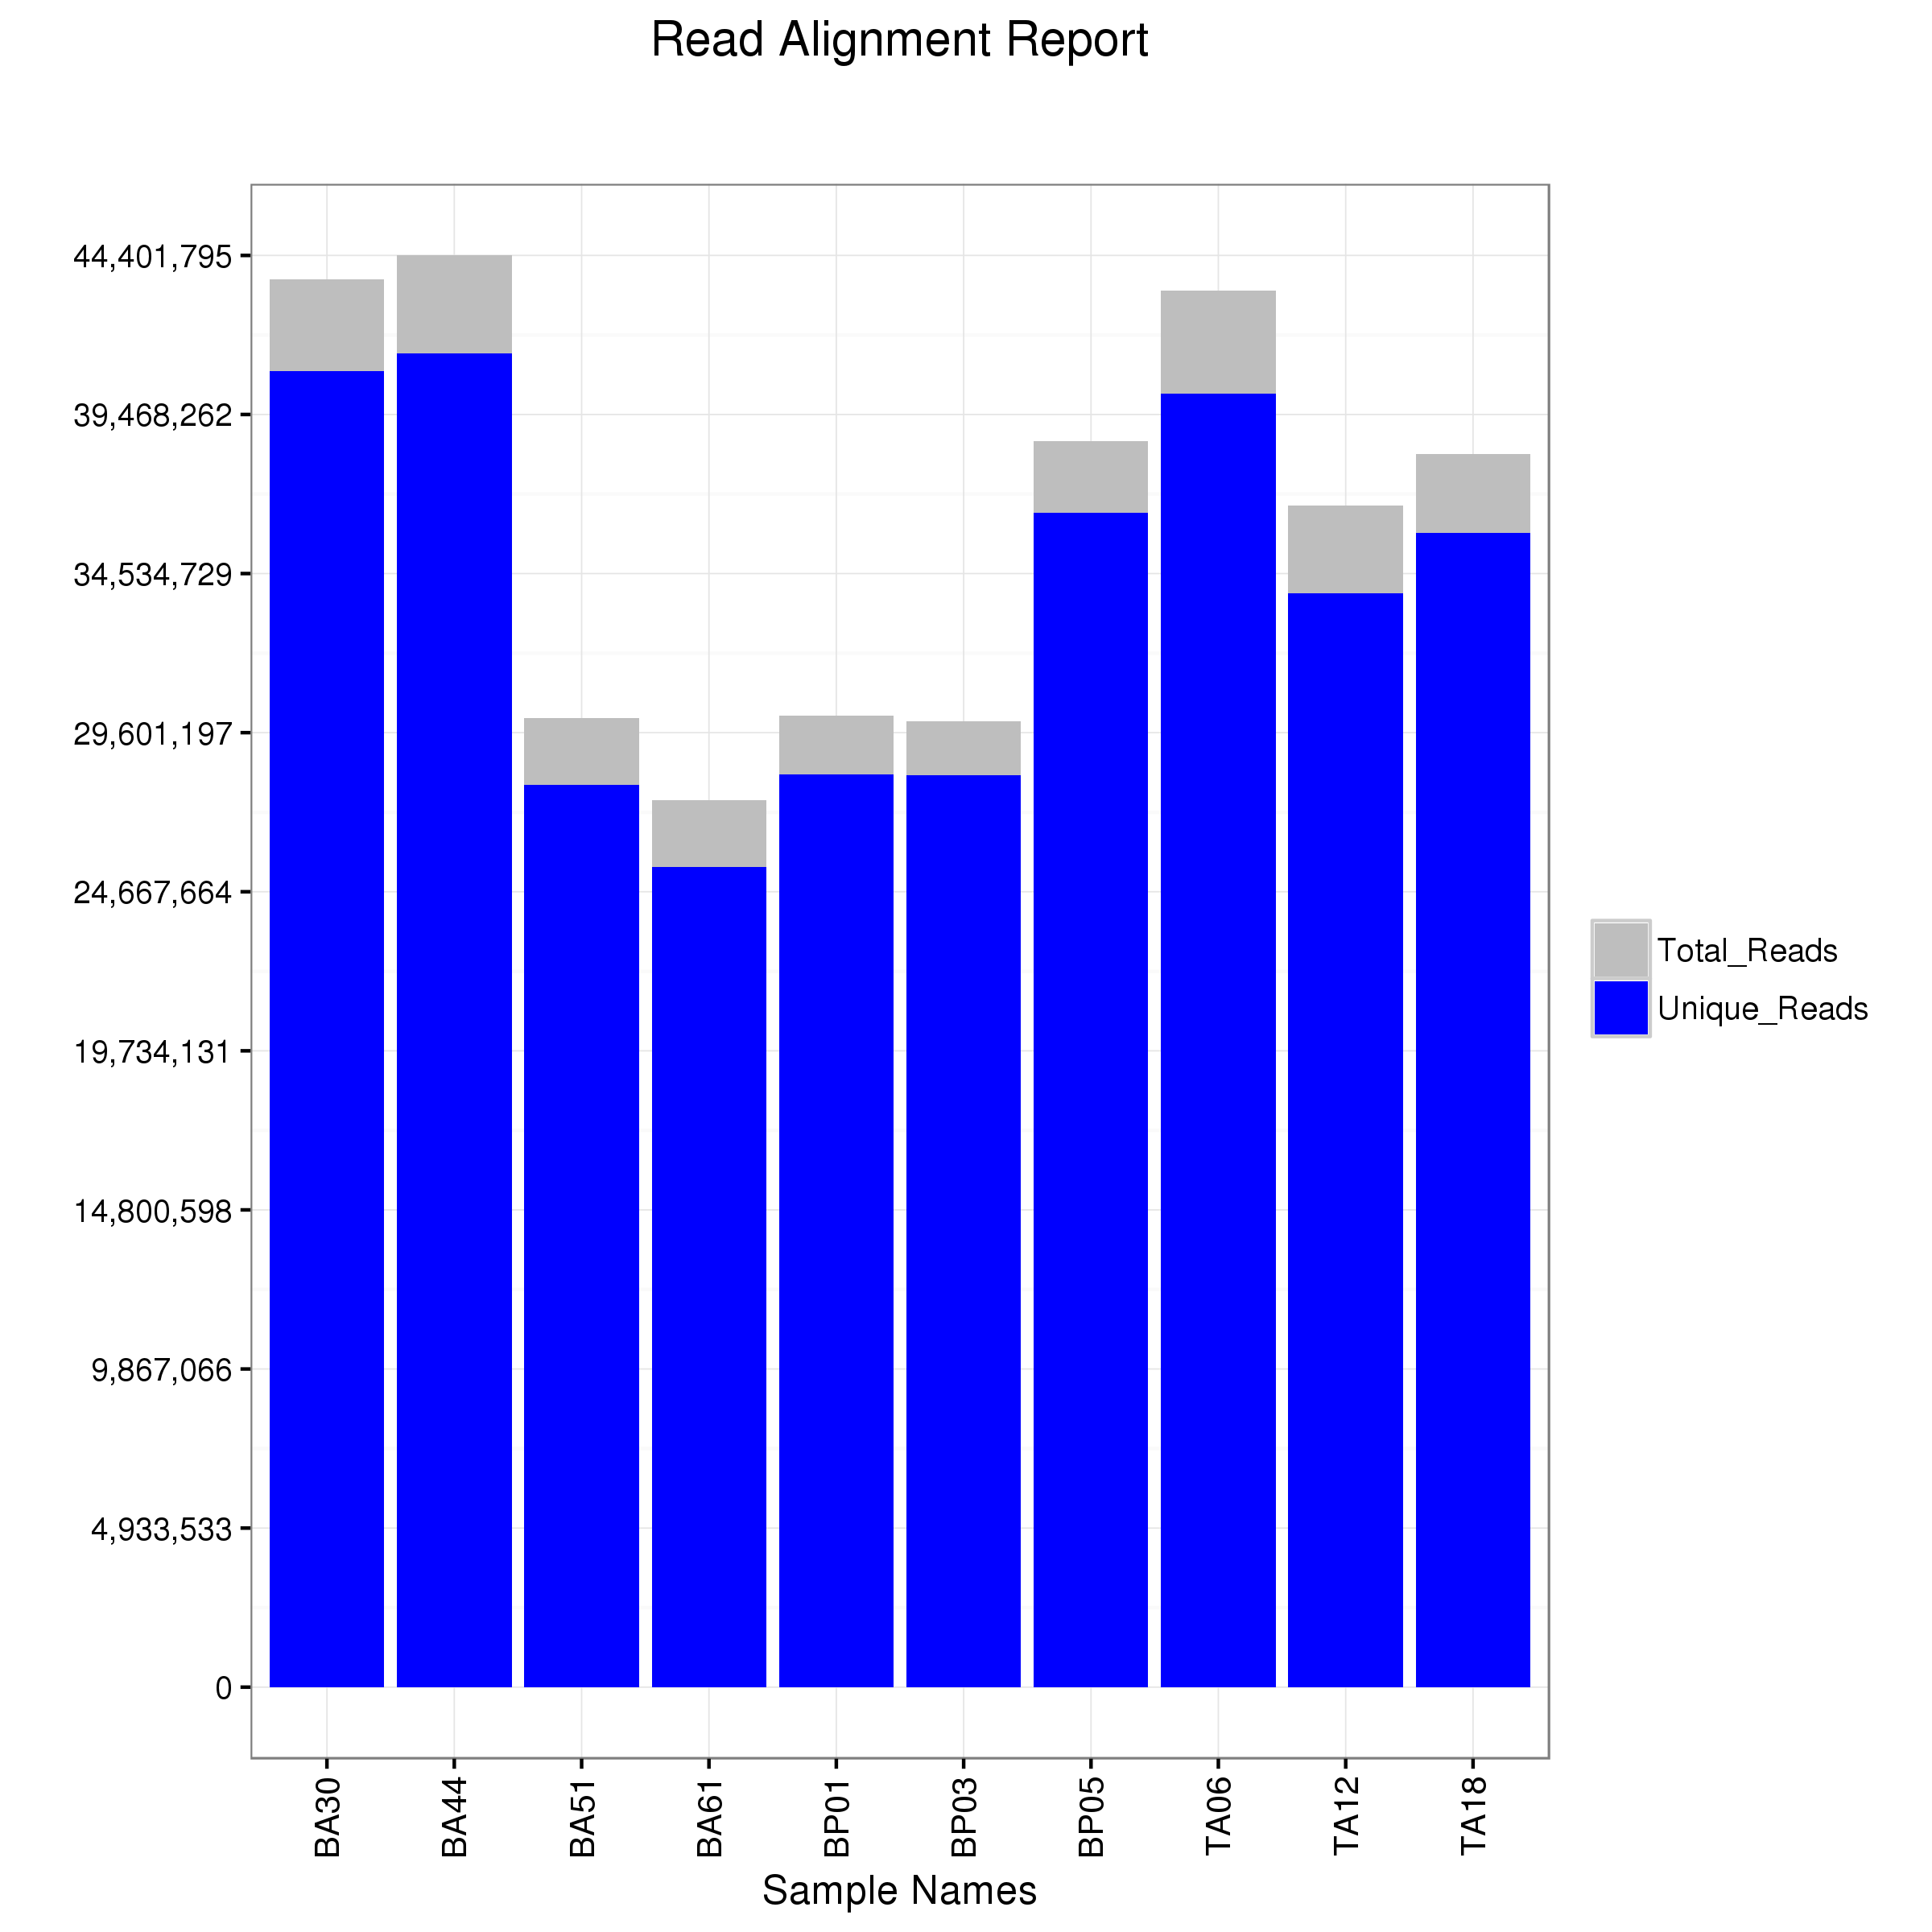 Read Alignment Report
44,401,795
39,468,262
34,534,729
29,601,197
24,667,664
19,734,131
14,800,598
9,867,066
4,933,533
0
Total_Reads
Unique_Reads
BA30
BA44
BA51
BA61
BP01
BP03
BP05
TA06
TA12
TA18
Sample Names